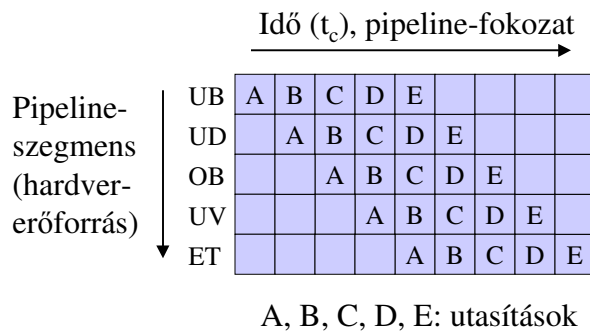 Idő (tc), pipeline-fokozat
Pipeline-
szegmens
(hardver-
erőforrás)
UB A B C D E
UD A B C D E
OB A B C D E
UV A B C D E
ET A B C D E
A, B, C, D, E: utasítások